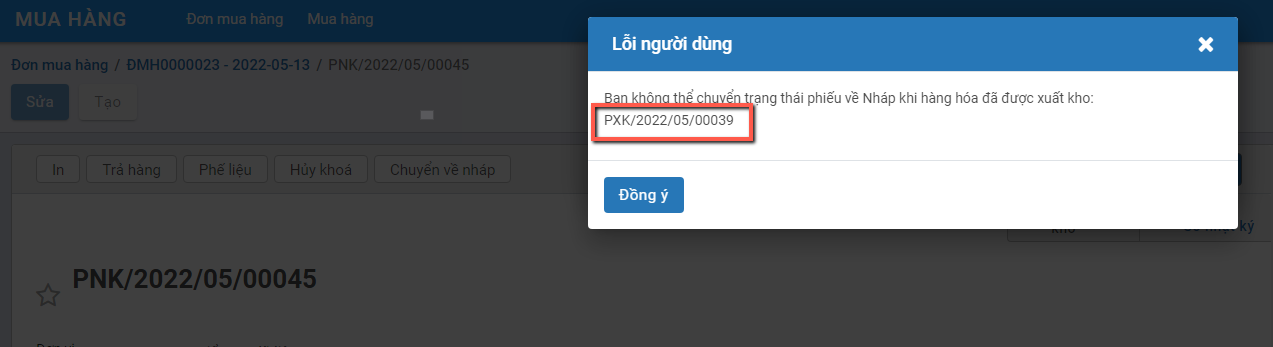 MUA HÀNG Đơn mua hàng Mua hàng
Lỗi người dùng
Đơn mua hàng / ĐMH0000023 - 2022-05-13 / PNK/2022/05/00045
Sửa Tạo
Bạn không thể chuyển trạng thái phiếu về Nháp khi hàng hóa đã được xuất kho:
PXK/2022/05/00039
In Trả hàng Phế liệu Hủy khoá Chuyển về nháp
Đồng ý
kho
PNK/2022/05/00045